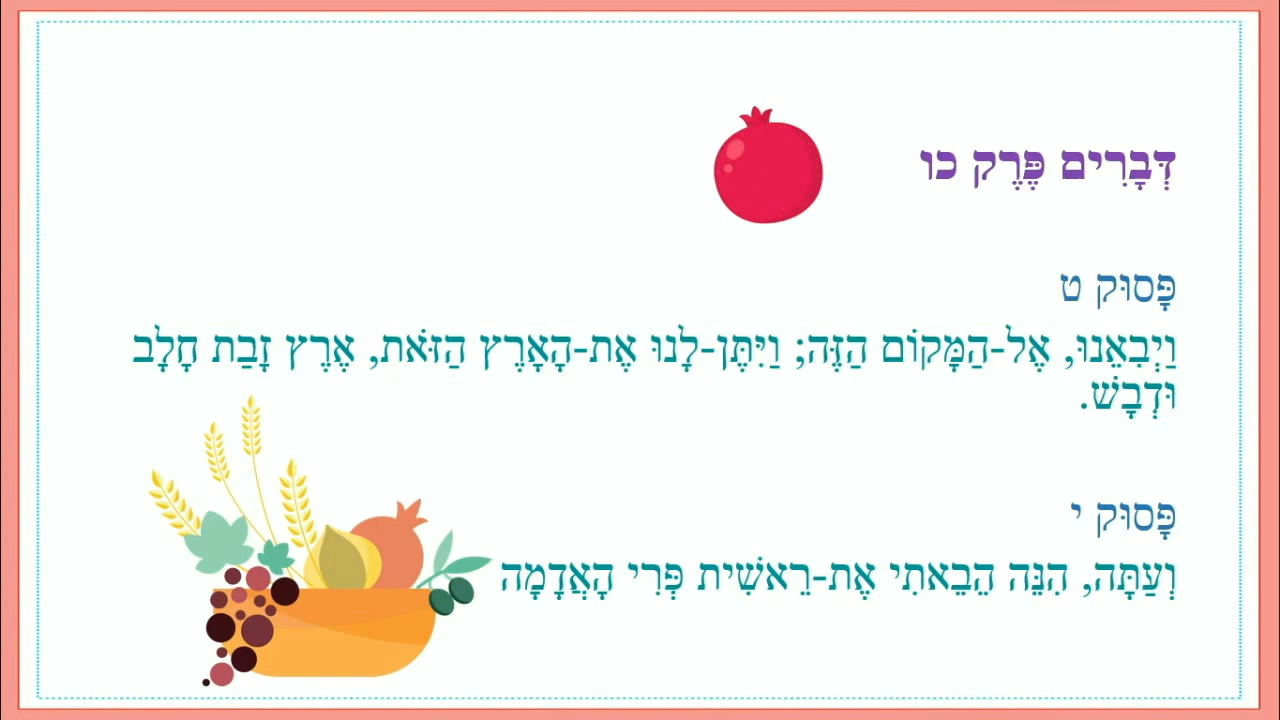 דְּבָרִים פֶּרֶק כו
פָּסוּק ט
וַיְבִאֵנוּ, אֶל-הַמָּקוֹם הַזֶּה; וַיִּתֶּן-לָנוּ אֶת-הָאָרֶץ הַזֹּאת, אֶרֶץ זָבַת חָלָב
וּדְבָשׁ.
פָּסוּק י
וְעַתָּה, הִנֵּה הֵבֵאתִי אֶת-רֵאשִׁית פְּרִי הָאֲדָמָה